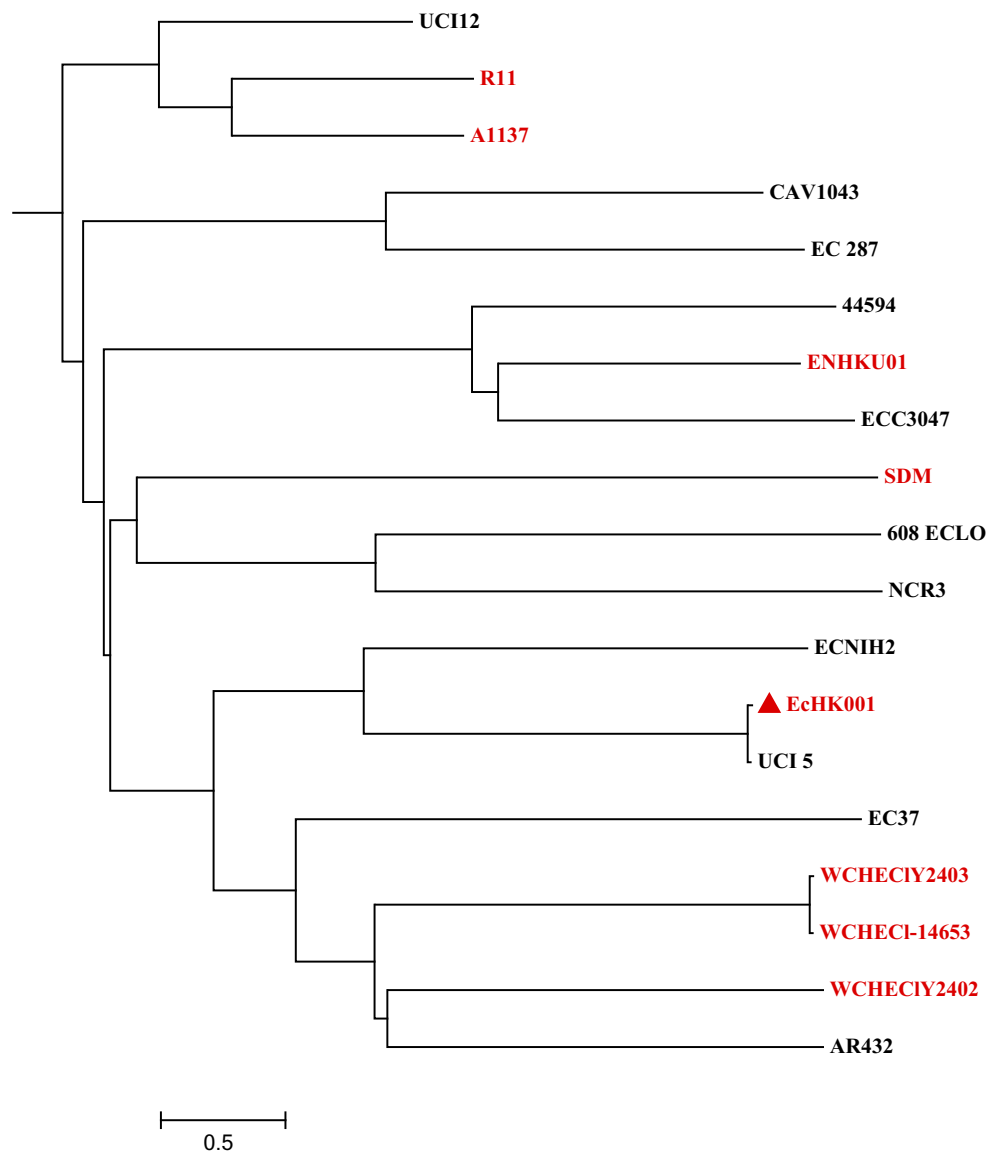 UCI12
R11
A1137
CAV1043
EC 287
44594
ENHKU01
ECC3047
SDM
608 ECLO
NCR3
ECNIH2
EcHK001
UCI 5
EC37
WCHEClY2403
WCHECl-14653
WCHEClY2402
AR432
0.5